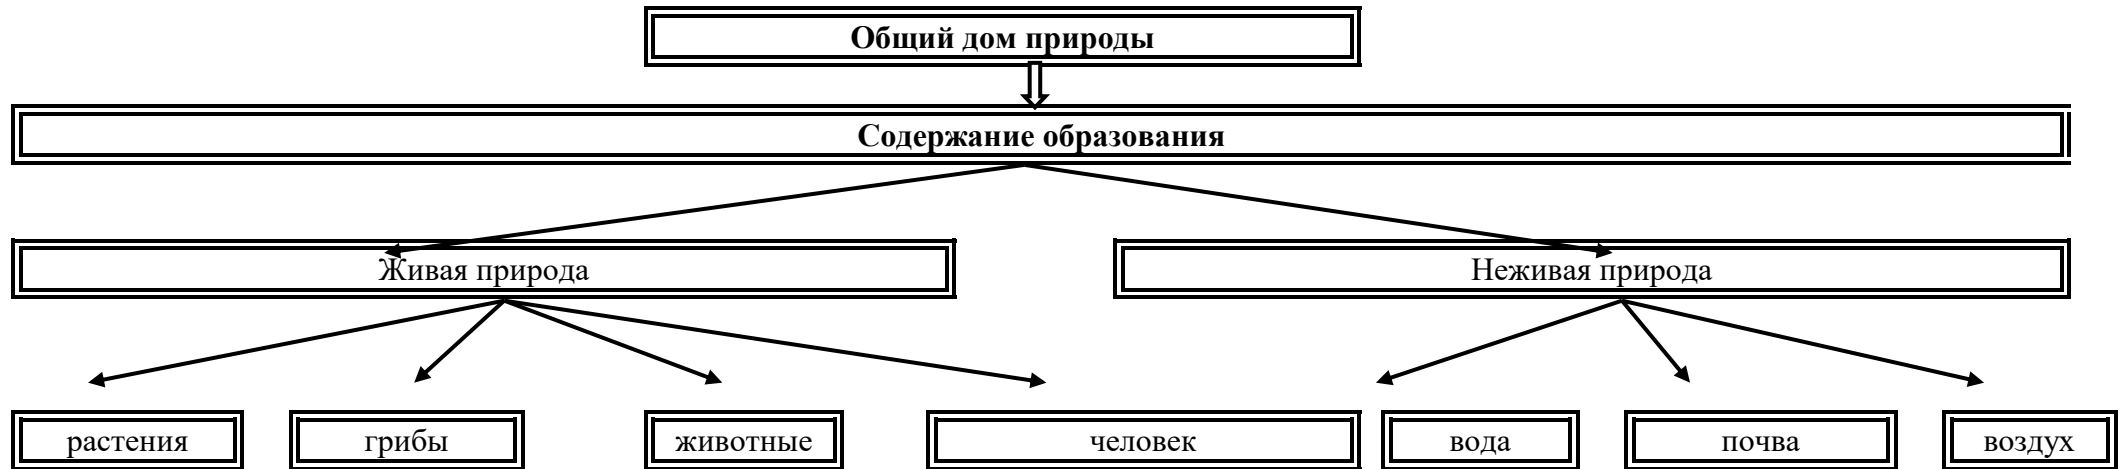 Общий дом природы
Содержание образования
Живая природа
Неживая природа
растения
грибы
животные
человек
вода
почва
воздух